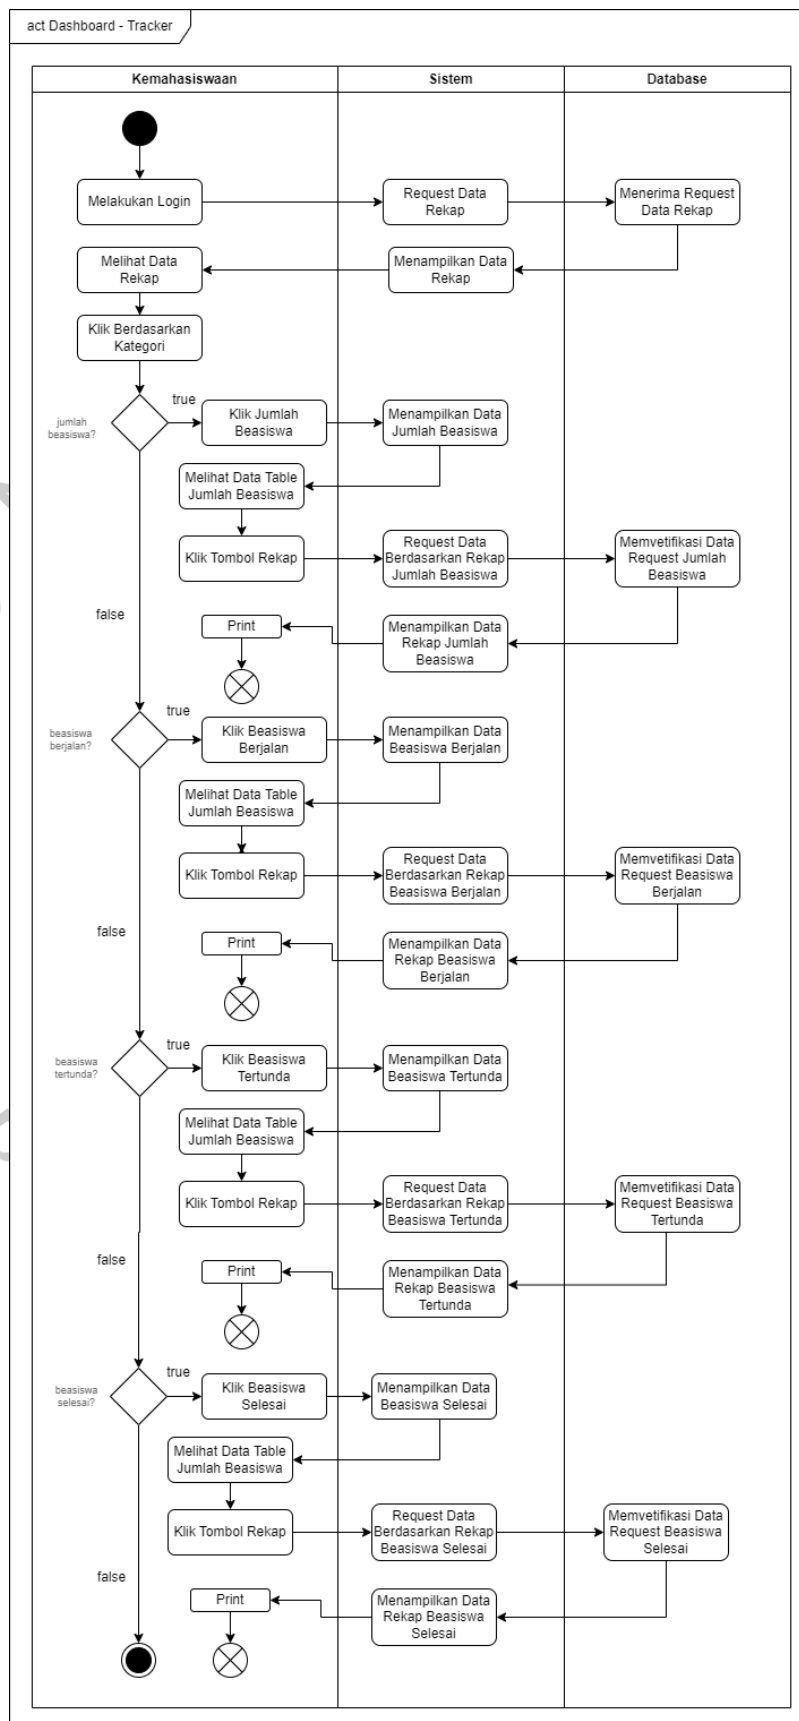 act Dashboard - Tracker
Kemahasiswaan
Sistem
Database
Melakukan Login
Request Data
Rekap
Menerima Request
Data Rekap
Melihat Data
Rekap
Menampilkan Data
Rekap
Klik Berdasarkan
Kategori
jumlah
beasiswa?
true
Klik Jumlah
Beasiswa
Menampilkan Data
Jumlah Beasiswa
Melihat Data Table
Jumlah Beasiswa
Klik Tombol Rekap
Request Data
Berdasarkan Rekap
Jumlah Beasiswa
Memvetifikasi Data
Request Jumlah
Beasiswa
false
Print
Menampilkan Data
Rekap Jumlah
Beasiswa
beasiswa
berjalan?
true
Klik Beasiswa
Berjalan
Menampilkan Data
Beasiswa Berjalan
Melihat Data Table
Jumlah Beasiswa
Klik Tombol Rekap
Request Data
Berdasarkan Rekap
Beasiswa Berjalan
Memvetifikasi Data
Request Beasiswa
Berjalan
false
Print
Menampilkan Data
Rekap Beasiswa
Berjalan
beasiswa
tertunda?
true
Klik Beasiswa
Tertunda
Menampilkan Data
Beasiswa Tertunda
Melihat Data Table
Jumlah Beasiswa
Klik Tombol Rekap
Request Data
Berdasarkan Rekap
Beasiswa Tertunda
Memvetifikasi Data
Request Beasiswa
Tertunda
false
Print
Menampilkan Data
Rekap Beasiswa
Tertunda
beasiswa
selesai?
true
Klik Beasiswa
Selesai
Menampilkan Data
Beasiswa Selesai
Melihat Data Table
Jumlah Beasiswa
Klik Tombol Rekap
Request Data
Berdasarkan Rekap
Beasiswa Selesai
Memvetifikasi Data
Request Beasiswa
Selesai
false
Print
Menampilkan Data
Rekap Beasiswa
Selesai